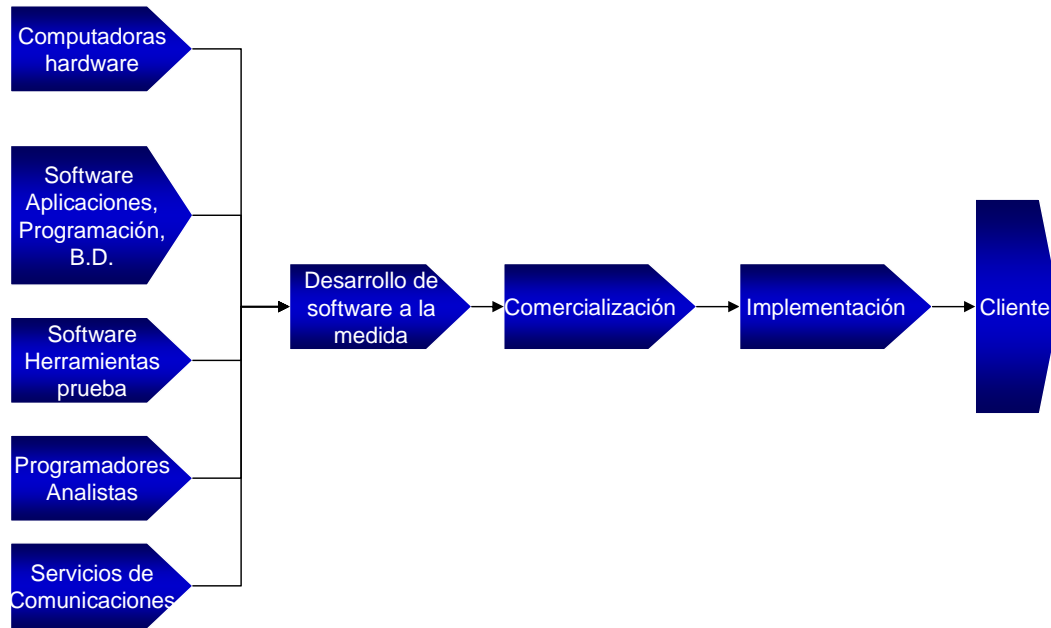 Computadoras
hardware
Software
Aplicaciones,
Programación,
B.D.
Software
Herramientas
prueba
Programadores
Analistas
Servicios de
Comunicaciones
Desarrollo de
software a la
medida
Comercialización
Implementación
Cliente